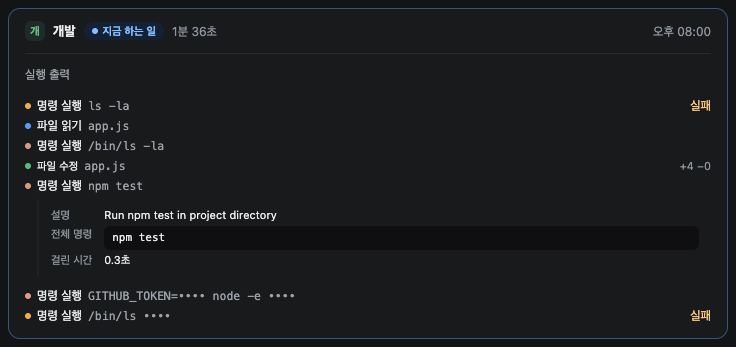 개 개발 지금 하는 일 1분 36초 오후 08:00
실행 출력
명령 실행 ls -la 실패
파일 읽기 app.js
명령 실행 /bin/ls -la
파일 수정 app.js +4 −0
명령 실행 npm test
설명 Run npm test in project directory
전체 명령 npm test
걸린 시간 0.3초
명령 실행 GITHUB_TOKEN=•••• node -e ••••
명령 실행 /bin/ls •••• 실패